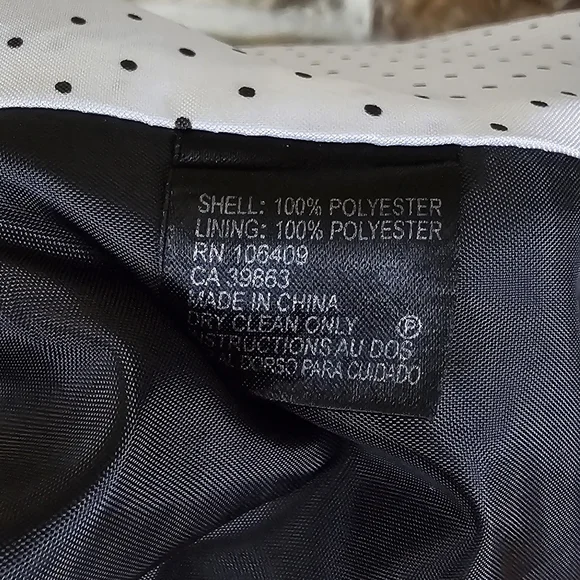 SHELL: 100% POLYESTER
LINING: 100% POLYESTER
RN 106409
CA 39863
MADE IN CHINA
DRY CLEAN ONLY Ⓟ
INSTRUCTIONS AU DOS
DORSO PARA CUIDADO